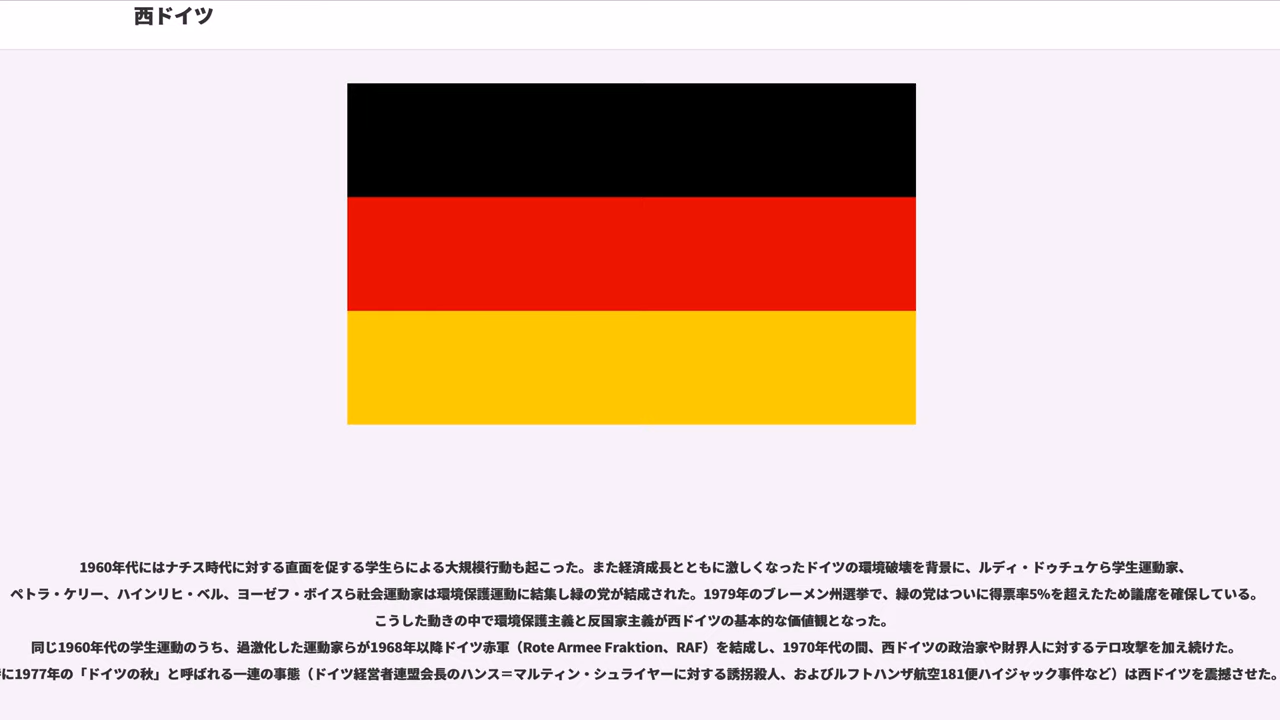 西ドイツ
1960年代にはナチス時代に対する直面を促する学生らによる大規模行動も起こった。また経済成長とともに激しくなったドイツの環境破壊を背景に、ルディ・ドゥチュケら学生運動家、
ペトラ・ケリー、ハインリヒ・ベル、ヨーゼフ・ボイスら社会運動家は環境保護運動に結集し緑の党が結成された。1979年のブレーメン州選挙で、緑の党はついに得票率5%を超えたため議席を確保している。
こうした動きの中で環境保護主義と反国家主義が西ドイツの基本的な価値観となった。
同じ1960年代の学生運動のうち、過激化した運動家らが1968年以降ドイツ赤軍（Rote Armee Fraktion、RAF）を結成し、1970年代の間、西ドイツの政治家や財界人に対するテロ攻撃を加え続けた。
に1977年の「ドイツの秋」と呼ばれる一連の事態（ドイツ経営者連盟会長のハンス＝マルティン・シュライヤーに対する誘拐殺人、およびルフトハンザ航空181便ハイジャック事件など）は西ドイツを震撼させた。